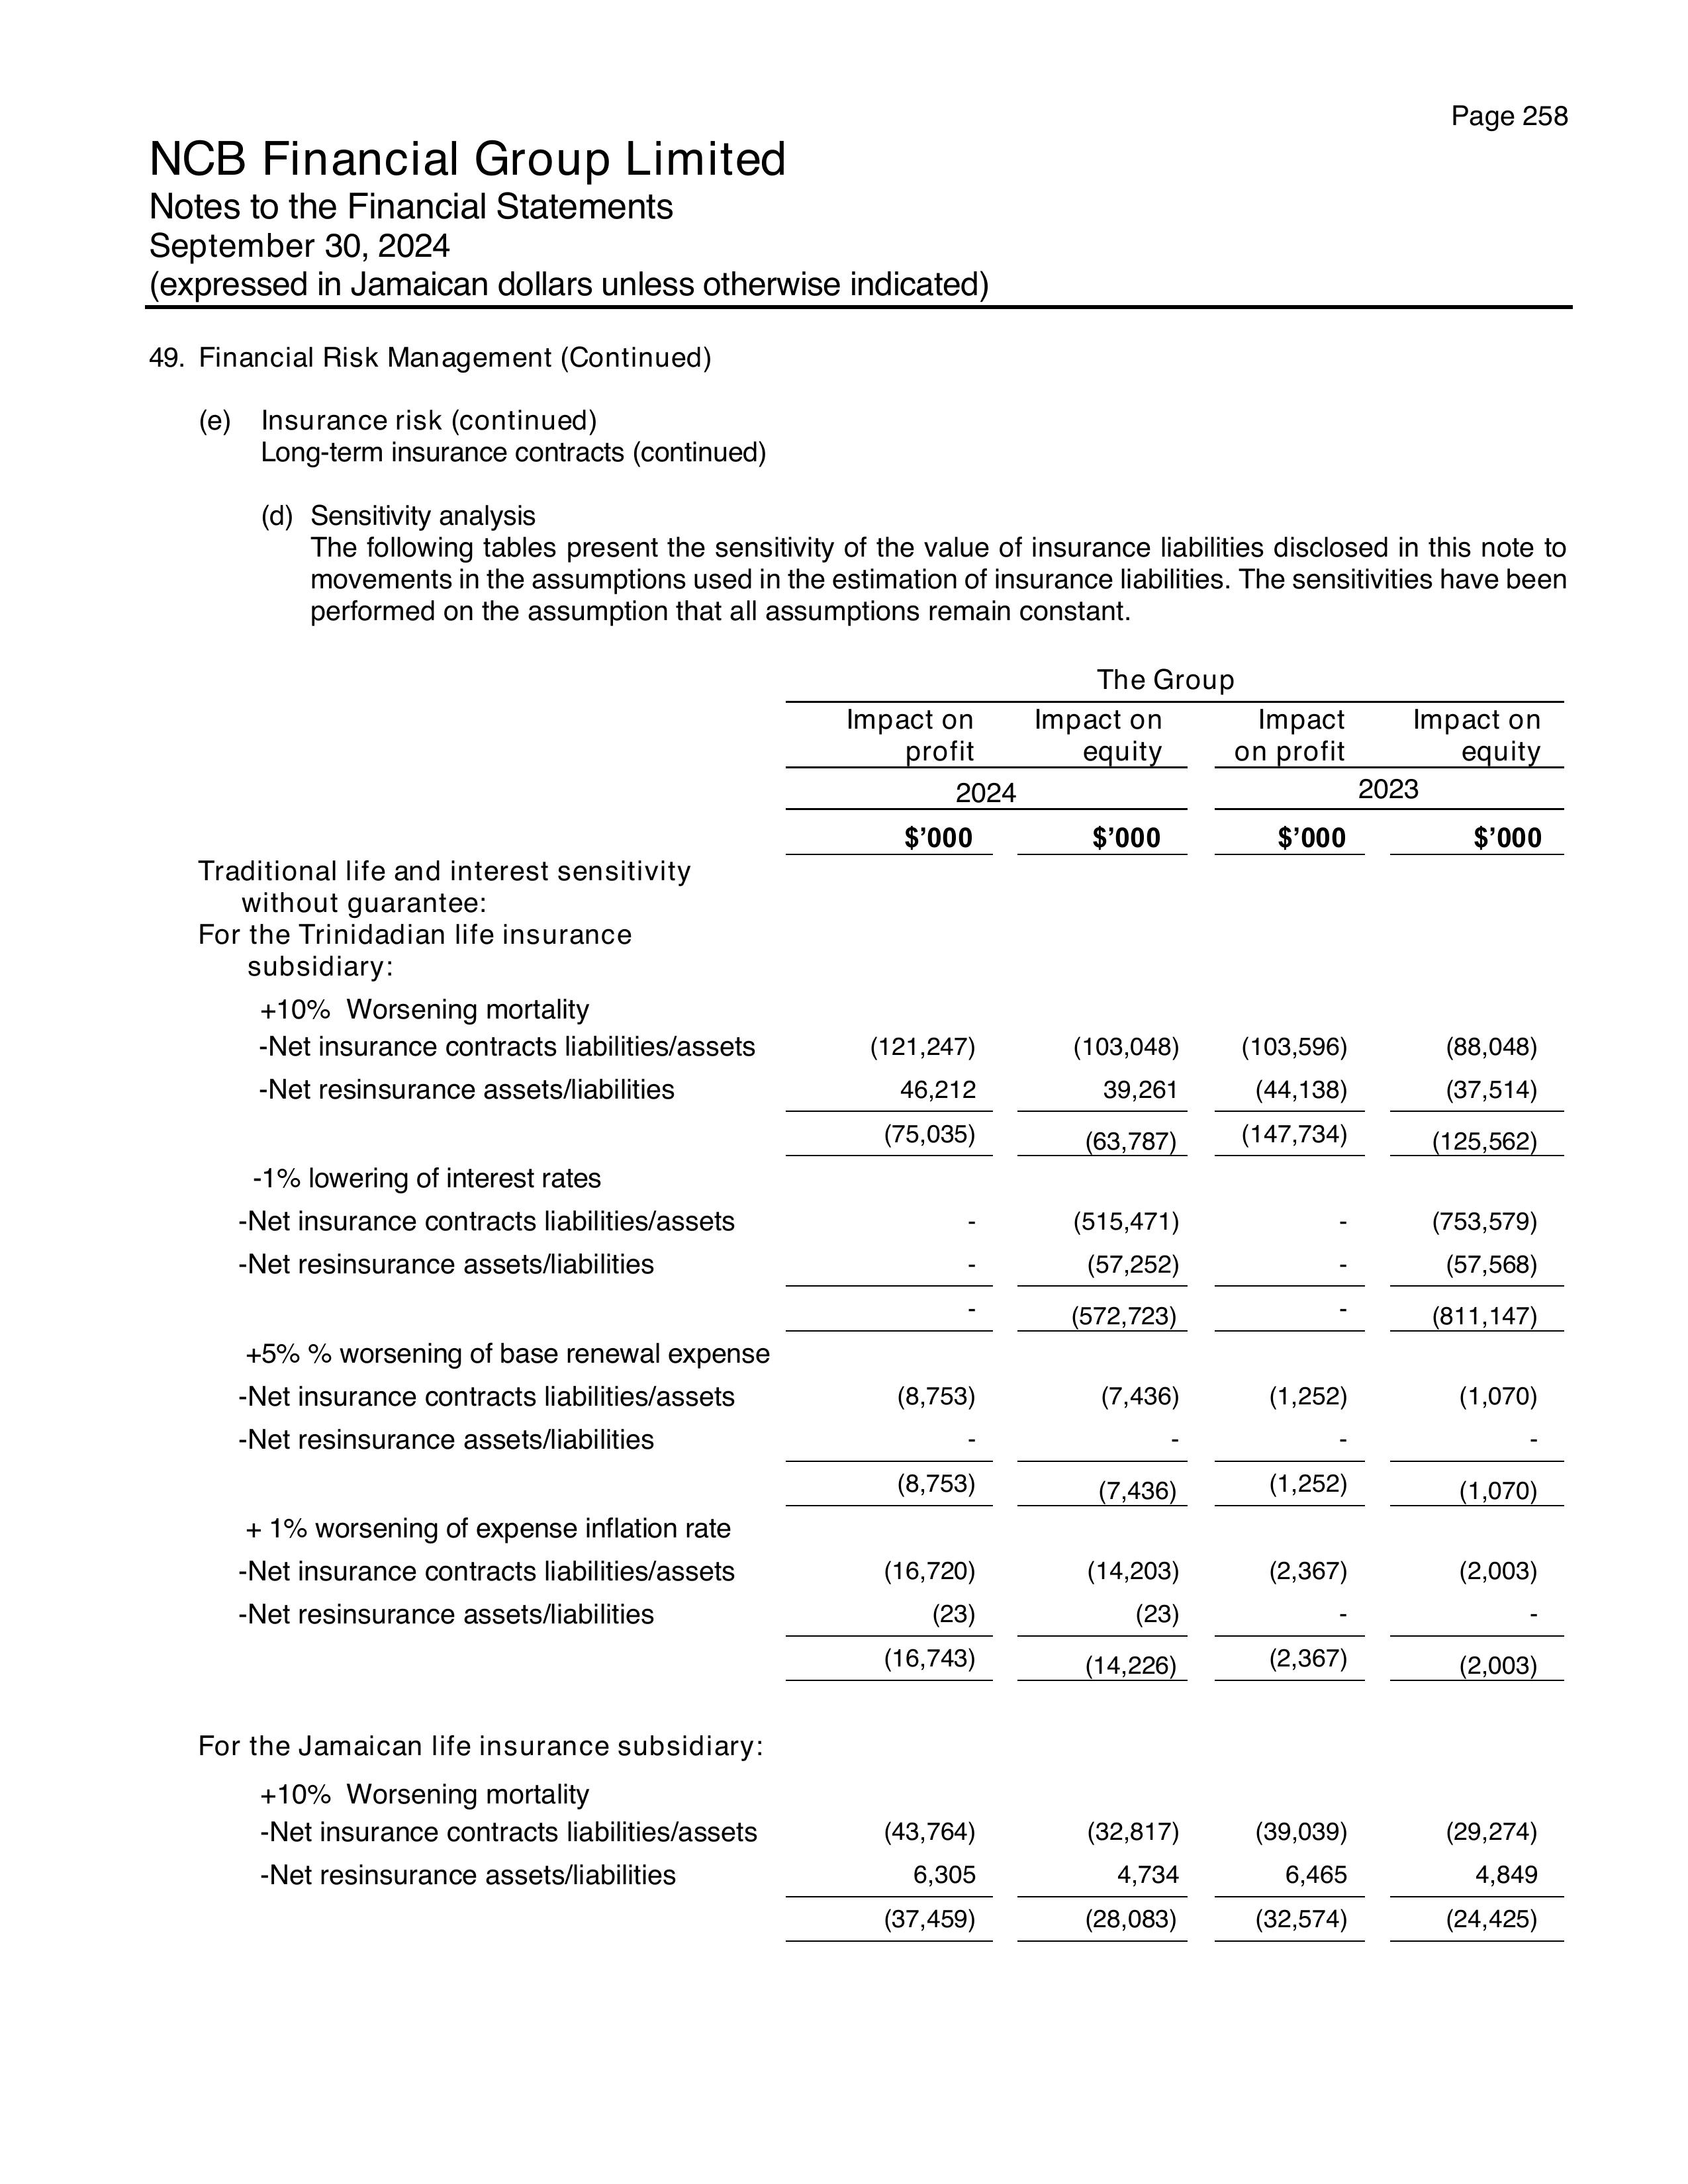 Page 258
NCB Financial Group Limited
Notes to the Financial Statements
September 30, 2024
(expressed in Jamaican dollars unless otherwise indicated)
49. Financial Risk Management (Continued)
(e) Insurance risk (continued)
Long-term insurance contracts (continued)
(d) Sensitivity analysis
The following tables present the sensitivity of the value of insurance liabilities disclosed in this note to
movements in the assumptions used in the estimation of insurance liabilities. The sensitivities have been
performed on the assumption that all assumptions remain constant.
The Group
Impact on Impact on Impact Impact on
profit equity on profit equity
2024 2023
$’000 $’000 $’000 $’000
Traditional life and interest sensitivity
without guarantee:
For the Trinidadian life insurance
subsidiary:
+10% Worsening mortality
-Net insurance contracts liabilities/assets (121,247) (103,048) (103,596) (88,048)
-Net resinsurance assets/liabilities 46,212 39,261 (44,138) (37,514)
(75,035) (63,787) (147,734) (125,562)
-1% lowering of interest rates
-Net insurance contracts liabilities/assets - (515,471) - (753,579)
-Net resinsurance assets/liabilities - (57,252) - (57,568)
- (572,723) - (811,147)
+5% % worsening of base renewal expense
-Net insurance contracts liabilities/assets (8,753) (7,436) (1,252) (1,070)
-Net resinsurance assets/liabilities - - - -
(8,753) (7,436) (1,252) (1,070)
+ 1% worsening of expense inflation rate
-Net insurance contracts liabilities/assets (16,720) (14,203) (2,367) (2,003)
-Net resinsurance assets/liabilities (23) (23) - -
(16,743) (14,226) (2,367) (2,003)
For the Jamaican life insurance subsidiary:
+10% Worsening mortality
-Net insurance contracts liabilities/assets (43,764) (32,817) (39,039) (29,274)
-Net resinsurance assets/liabilities 6,305 4,734 6,465 4,849
(37,459) (28,083) (32,574) (24,425)